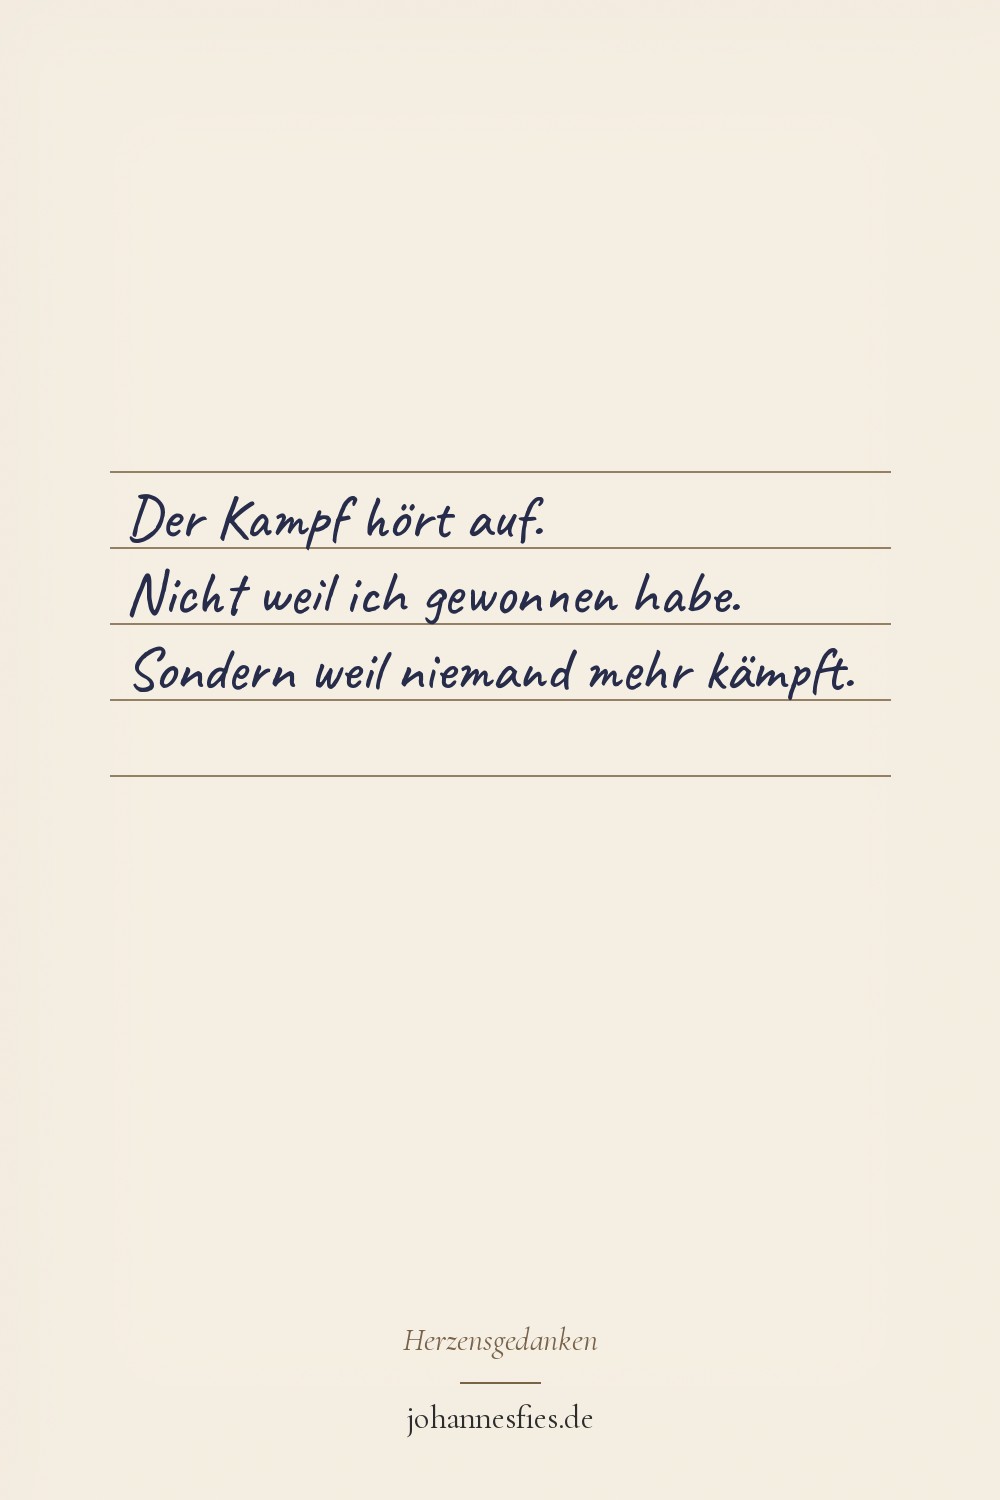 Der Kampf hört auf.
Nicht weil ich gewonnen habe.
Sondern weil niemand mehr kämpft.
Herzensgedanken
johannesfies.de